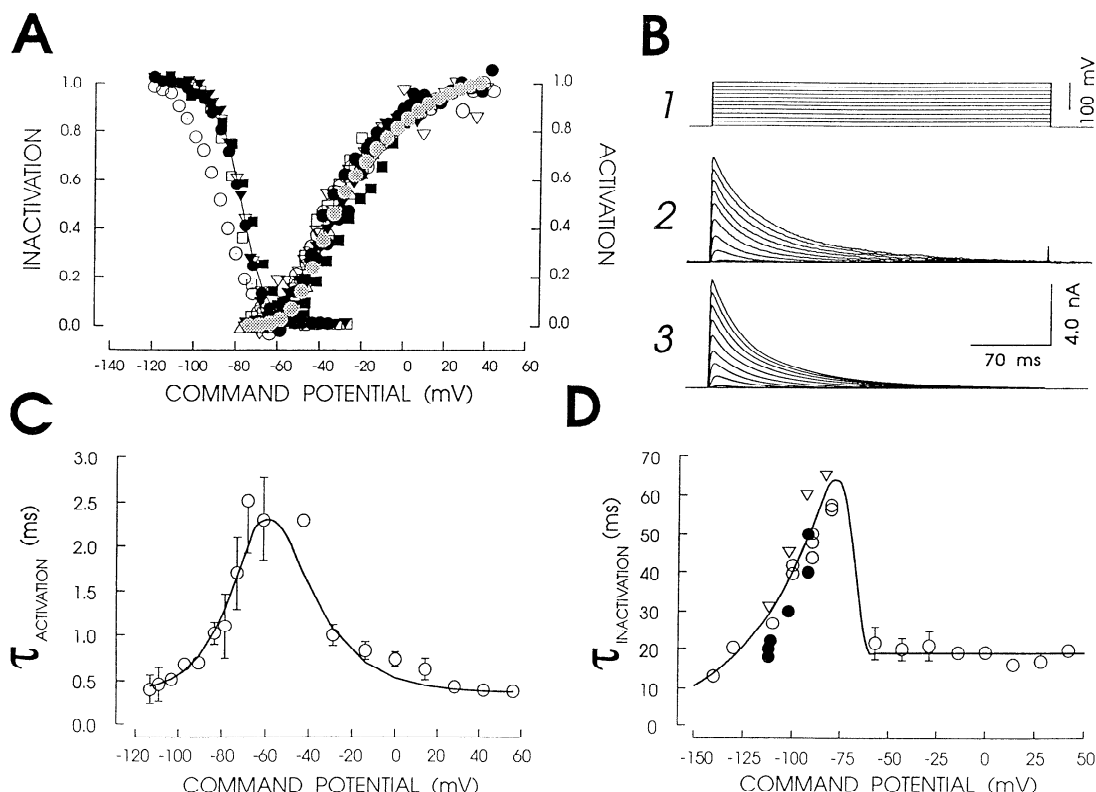 A
1.0
0.8
0.6
0.4
0.2
0.0
INACTIVATION
1.0
0.8
0.6
0.4
0.2
0.0
ACTIVATION
-140 -120 -100 -80 -60 -40 -20 0 20 40 60
COMMAND POTENTIAL (mV)
B
1
100 mV
2
3
4.0 nA
70 ms
C
3.0
2.5
2.0
1.5
1.0
0.5
0.0
τ ACTIVATION (ms)
-120 -100 -80 -60 -40 -20 0 20 40 60
COMMAND POTENTIAL (mV)
D
70
60
50
40
30
20
10
0
τ INACTIVATION (ms)
-150 -125 -100 -75 -50 -25 0 25 50
COMMAND POTENTIAL (mV)